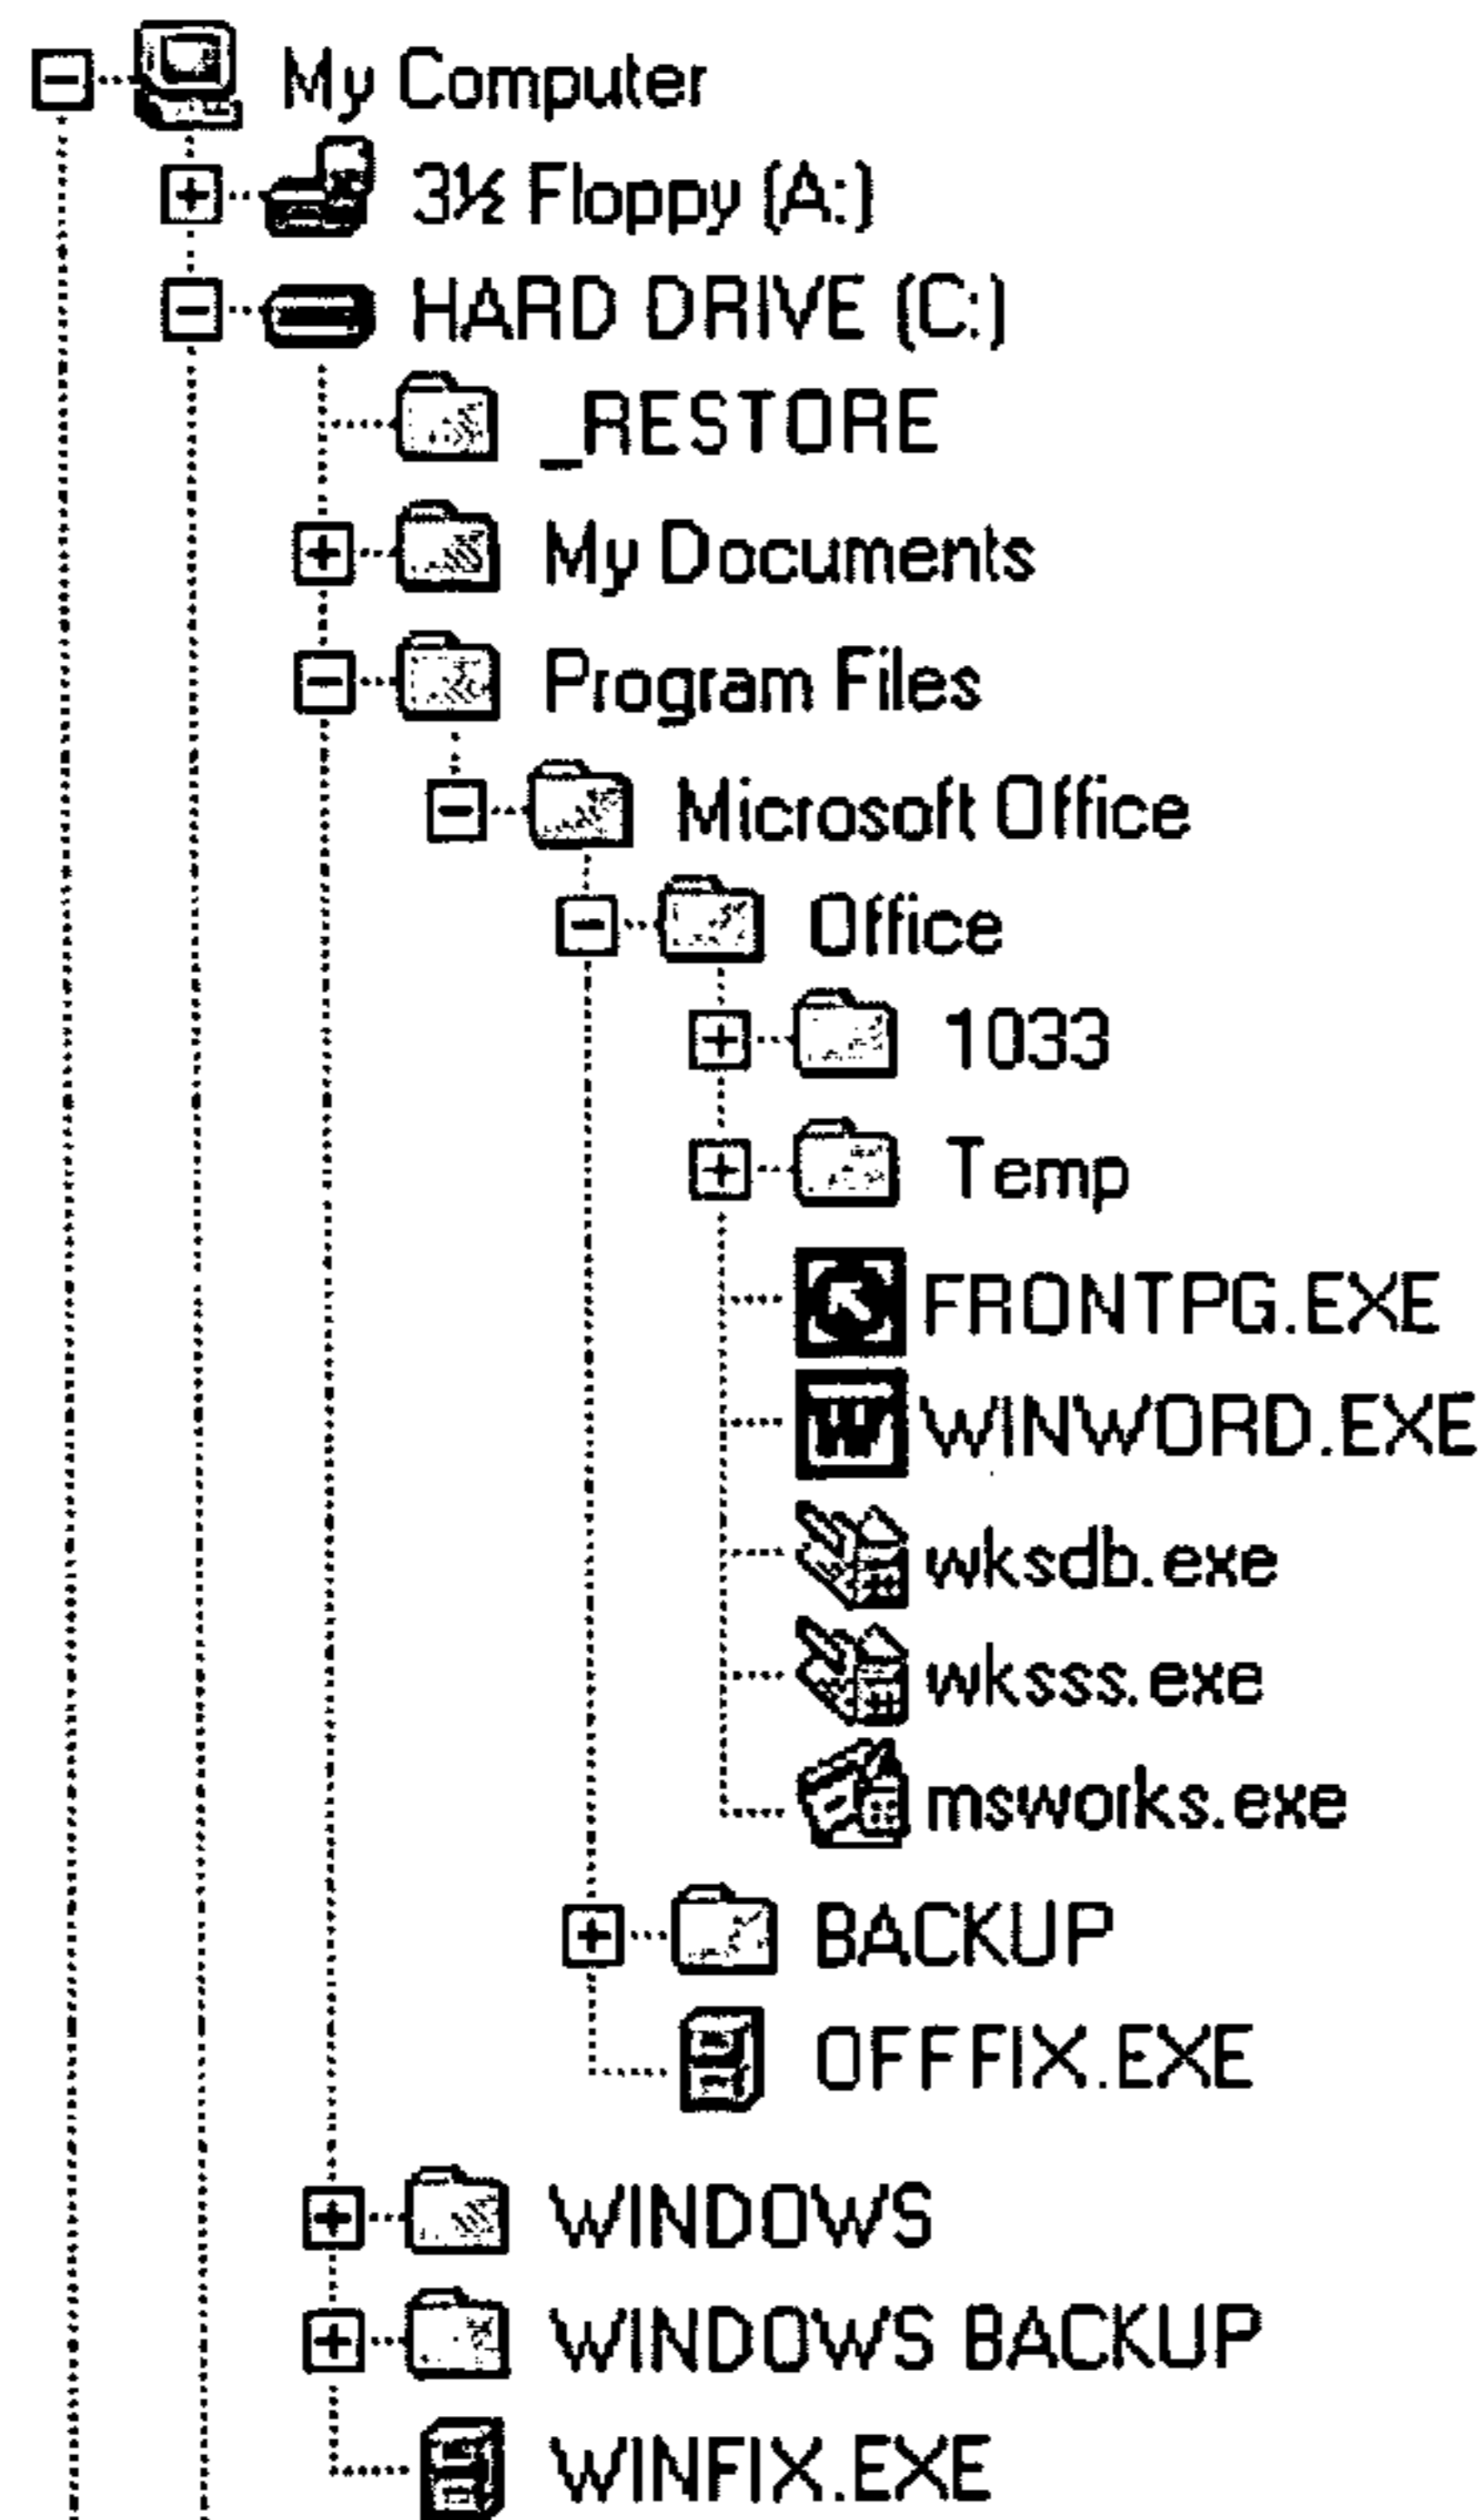 My Computer
3½ Floppy (A:)
HARD DRIVE (C:)
_RESTORE
My Documents
Program Files
Microsoft Office
Office
1033
Temp
FRONTPG.EXE
WINWORD.EXE
wksdb.exe
wksss.exe
msworks.exe
BACKUP
OFFFIX.EXE
WINDOWS
WINDOWS BACKUP
WINFIX.EXE